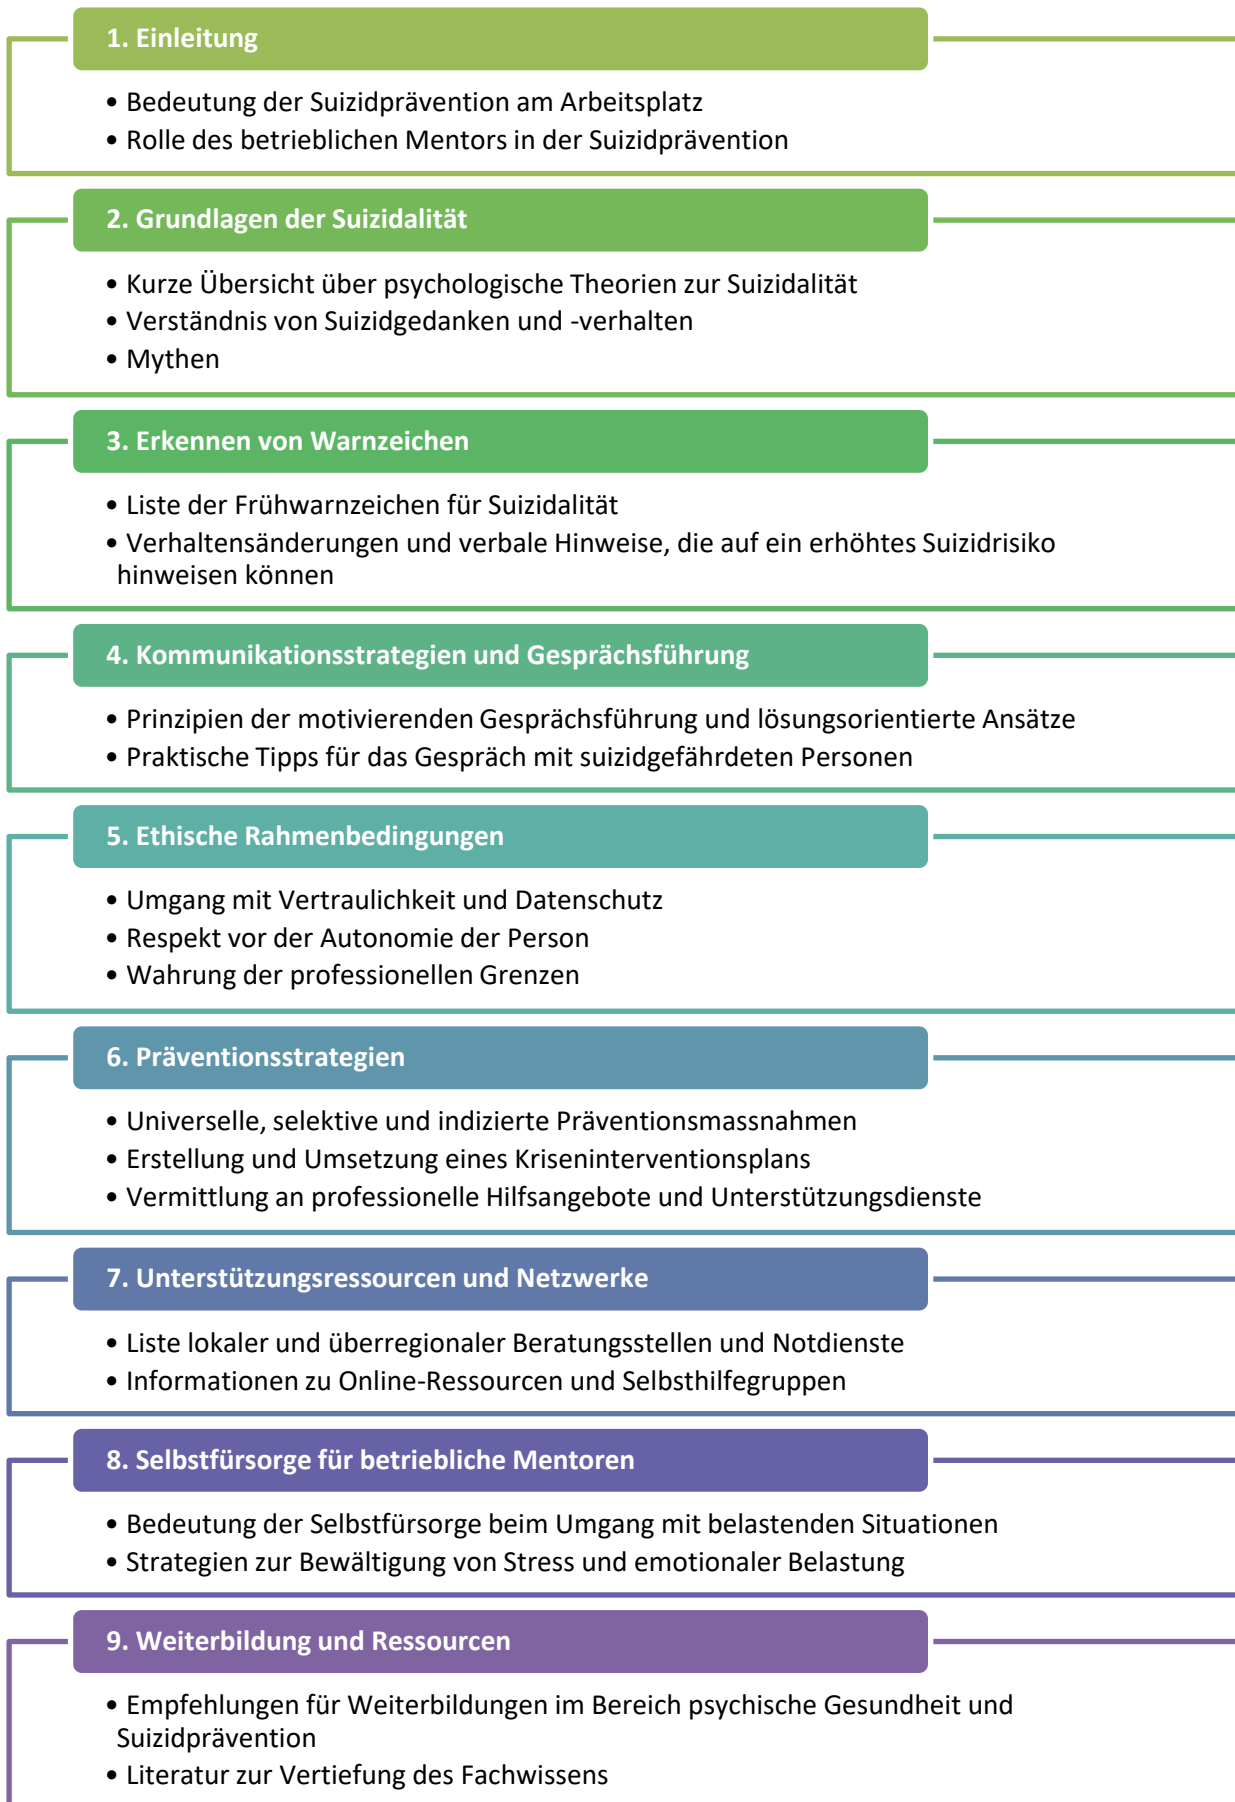 1. Einleitung
• Bedeutung der Suizidprävention am Arbeitsplatz
• Rolle des betrieblichen Mentors in der Suizidprävention
2. Grundlagen der Suizidalität
• Kurze Übersicht über psychologische Theorien zur Suizidalität
• Verständnis von Suizidgedanken und -verhalten
• Mythen
3. Erkennen von Warnzeichen
• Liste der Frühwarnzeichen für Suizidalität
• Verhaltensänderungen und verbale Hinweise, die auf ein erhöhtes Suizidrisiko
hinweisen können
4. Kommunikationsstrategien und Gesprächsführung
• Prinzipien der motivierenden Gesprächsführung und lösungsorientierte Ansätze
• Praktische Tipps für das Gespräch mit suizidgefährdeten Personen
5. Ethische Rahmenbedingungen
• Umgang mit Vertraulichkeit und Datenschutz
• Respekt vor der Autonomie der Person
• Wahrung der professionellen Grenzen
6. Präventionsstrategien
• Universelle, selektive und indizierte Präventionsmassnahmen
• Erstellung und Umsetzung eines Kriseninterventionsplans
• Vermittlung an professionelle Hilfsangebote und Unterstützungsdienste
7. Unterstützungsressourcen und Netzwerke
• Liste lokaler und überregionaler Beratungsstellen und Notdienste
• Informationen zu Online-Ressourcen und Selbsthilfegruppen
8. Selbstfürsorge für betriebliche Mentoren
• Bedeutung der Selbstfürsorge beim Umgang mit belastenden Situationen
• Strategien zur Bewältigung von Stress und emotionaler Belastung
9. Weiterbildung und Ressourcen
• Empfehlungen für Weiterbildungen im Bereich psychische Gesundheit und
Suizidprävention
• Literatur zur Vertiefung des Fachwissens